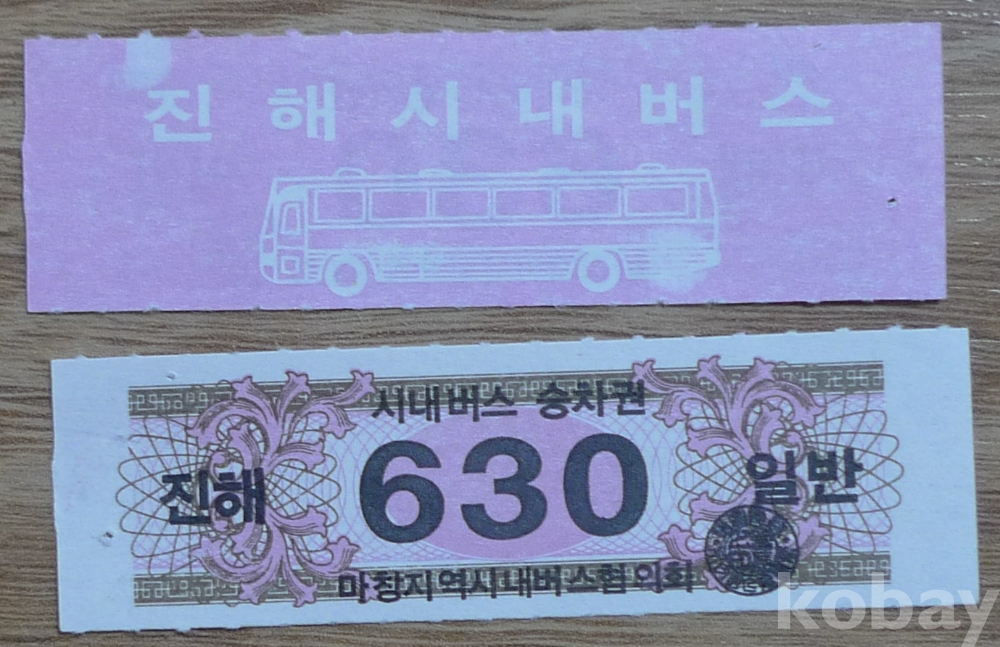 진해시내버스
시내버스 승차권
진해 630 일반
마창지역시내버스협의회
kobay